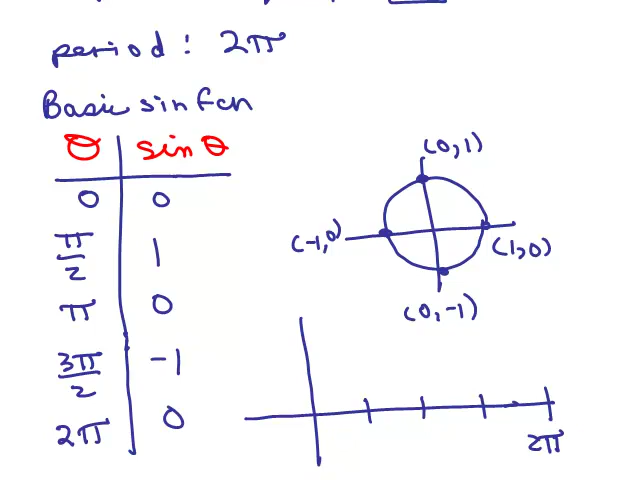 period: 2π
Basic sin fcn
θ sin θ
0 0
π/2 1
π 0
3π/2 -1
2π 0
(0,1)
(-1,0)
(1,0)
(0,-1)
2π